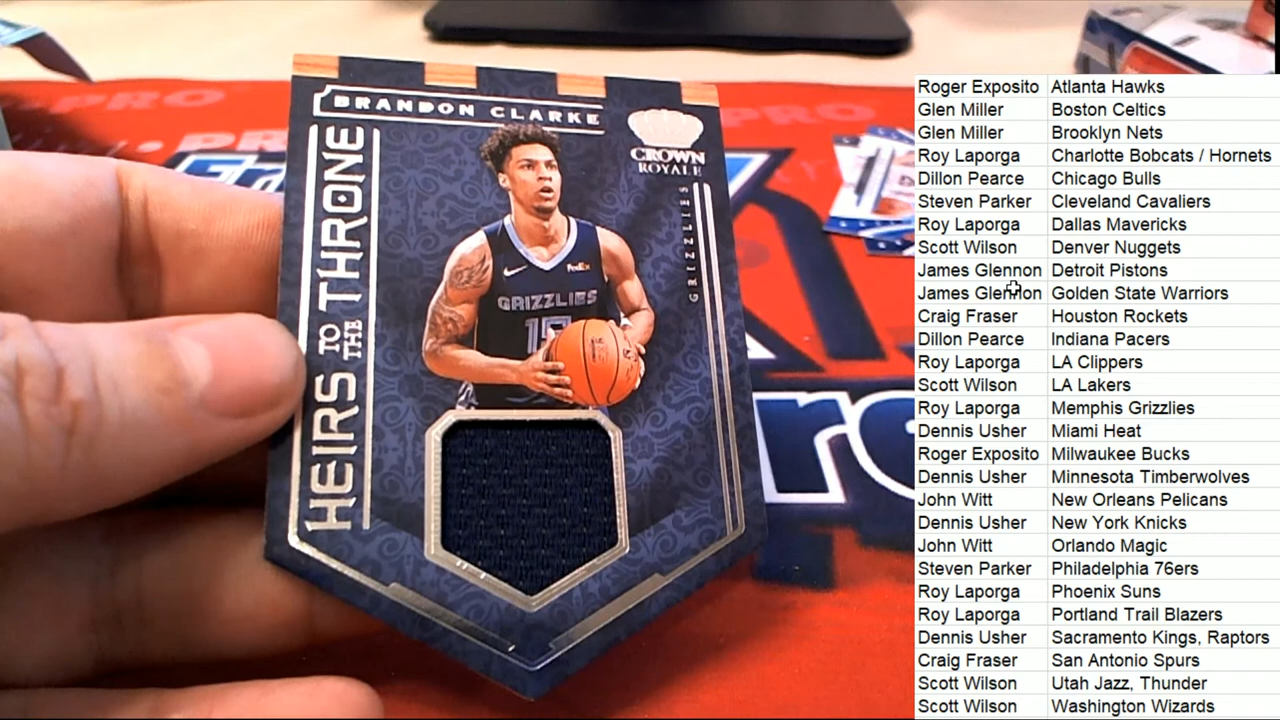 BRANDON CLARKE
CROWN
ROYALE
HEIRS TO THE THRONE
GRIZZLIES
FedEx
GRIZZLIES
15
PRO
PRO
Roger Exposito Atlanta Hawks
Glen Miller Boston Celtics
Glen Miller Brooklyn Nets
Roy Laporga Charlotte Bobcats / Hornets
Dillon Pearce Chicago Bulls
Steven Parker Cleveland Cavaliers
Roy Laporga Dallas Mavericks
Scott Wilson Denver Nuggets
James Glennon Detroit Pistons
James Glennon Golden State Warriors
Craig Fraser Houston Rockets
Dillon Pearce Indiana Pacers
Roy Laporga LA Clippers
Scott Wilson LA Lakers
Roy Laporga Memphis Grizzlies
Dennis Usher Miami Heat
Roger Exposito Milwaukee Bucks
Dennis Usher Minnesota Timberwolves
John Witt New Orleans Pelicans
Dennis Usher New York Knicks
John Witt Orlando Magic
Steven Parker Philadelphia 76ers
Roy Laporga Phoenix Suns
Roy Laporga Portland Trail Blazers
Dennis Usher Sacramento Kings, Raptors
Craig Fraser San Antonio Spurs
Scott Wilson Utah Jazz, Thunder
Scott Wilson Washington Wizards